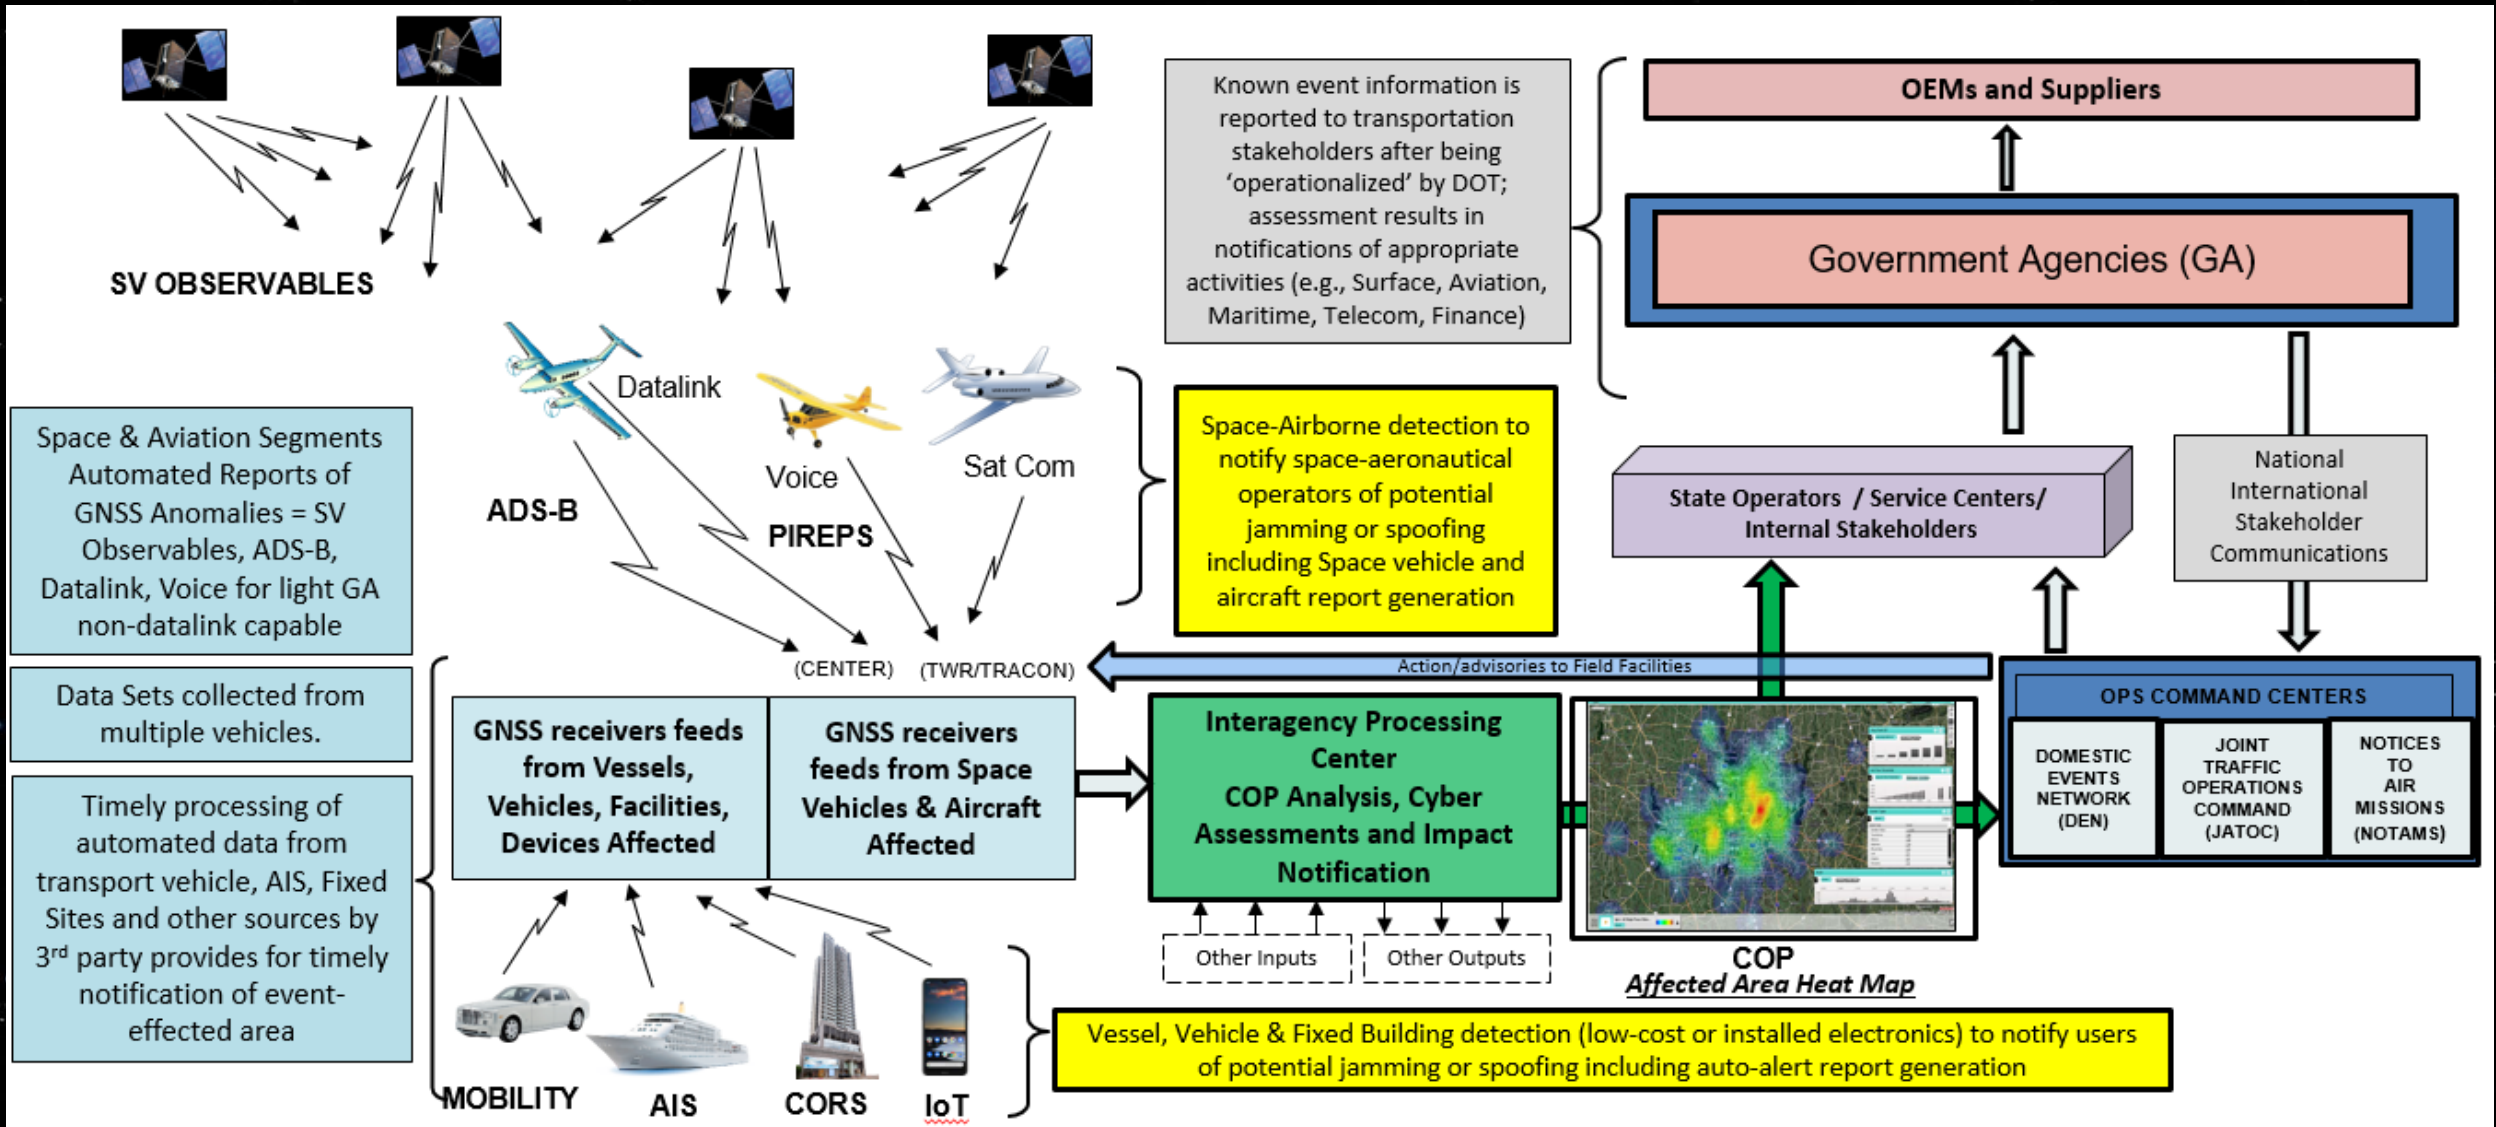 SV OBSERVABLES
Known event information is
reported to transportation
stakeholders after being
‘operationalized’ by DOT;
assessment results in
notifications of appropriate
activities (e.g., Surface, Aviation,
Maritime, Telecom, Finance)
OEMs and Suppliers
Government Agencies (GA)
Space & Aviation Segments
Automated Reports of
GNSS Anomalies = SV
Observables, ADS-B,
Datalink, Voice for light GA
non-datalink capable
Datalink
Voice
Sat Com
ADS-B
PIREPS
Space-Airborne detection to
notify space-aeronautical
operators of potential
jamming or spoofing
including Space vehicle and
aircraft report generation
State Operators / Service Centers/
Internal Stakeholders
National
International
Stakeholder
Communications
(CENTER)
(TWR/TRACON)
Action/advisories to Field Facilities
Data Sets collected from
multiple vehicles.
Timely processing of
automated data from
transport vehicle, AIS, Fixed
Sites and other sources by
3rd party provides for timely
notification of event-
effected area
GNSS receivers feeds
from Vessels,
Vehicles, Facilities,
Devices Affected
GNSS receivers
feeds from Space
Vehicles & Aircraft
Affected
Interagency Processing
Center
COP Analysis, Cyber
Assessments and Impact
Notification
Other Inputs
Other Outputs
COP
Affected Area Heat Map
OPS COMMAND CENTERS
DOMESTIC
EVENTS
NETWORK
(DEN)
JOINT
TRAFFIC
OPERATIONS
COMMAND
(JATOC)
NOTICES
TO
AIR
MISSIONS
(NOTAMS)
MOBILITY
AIS
CORS
IoT
Vessel, Vehicle & Fixed Building detection (low-cost or installed electronics) to notify users
of potential jamming or spoofing including auto-alert report generation